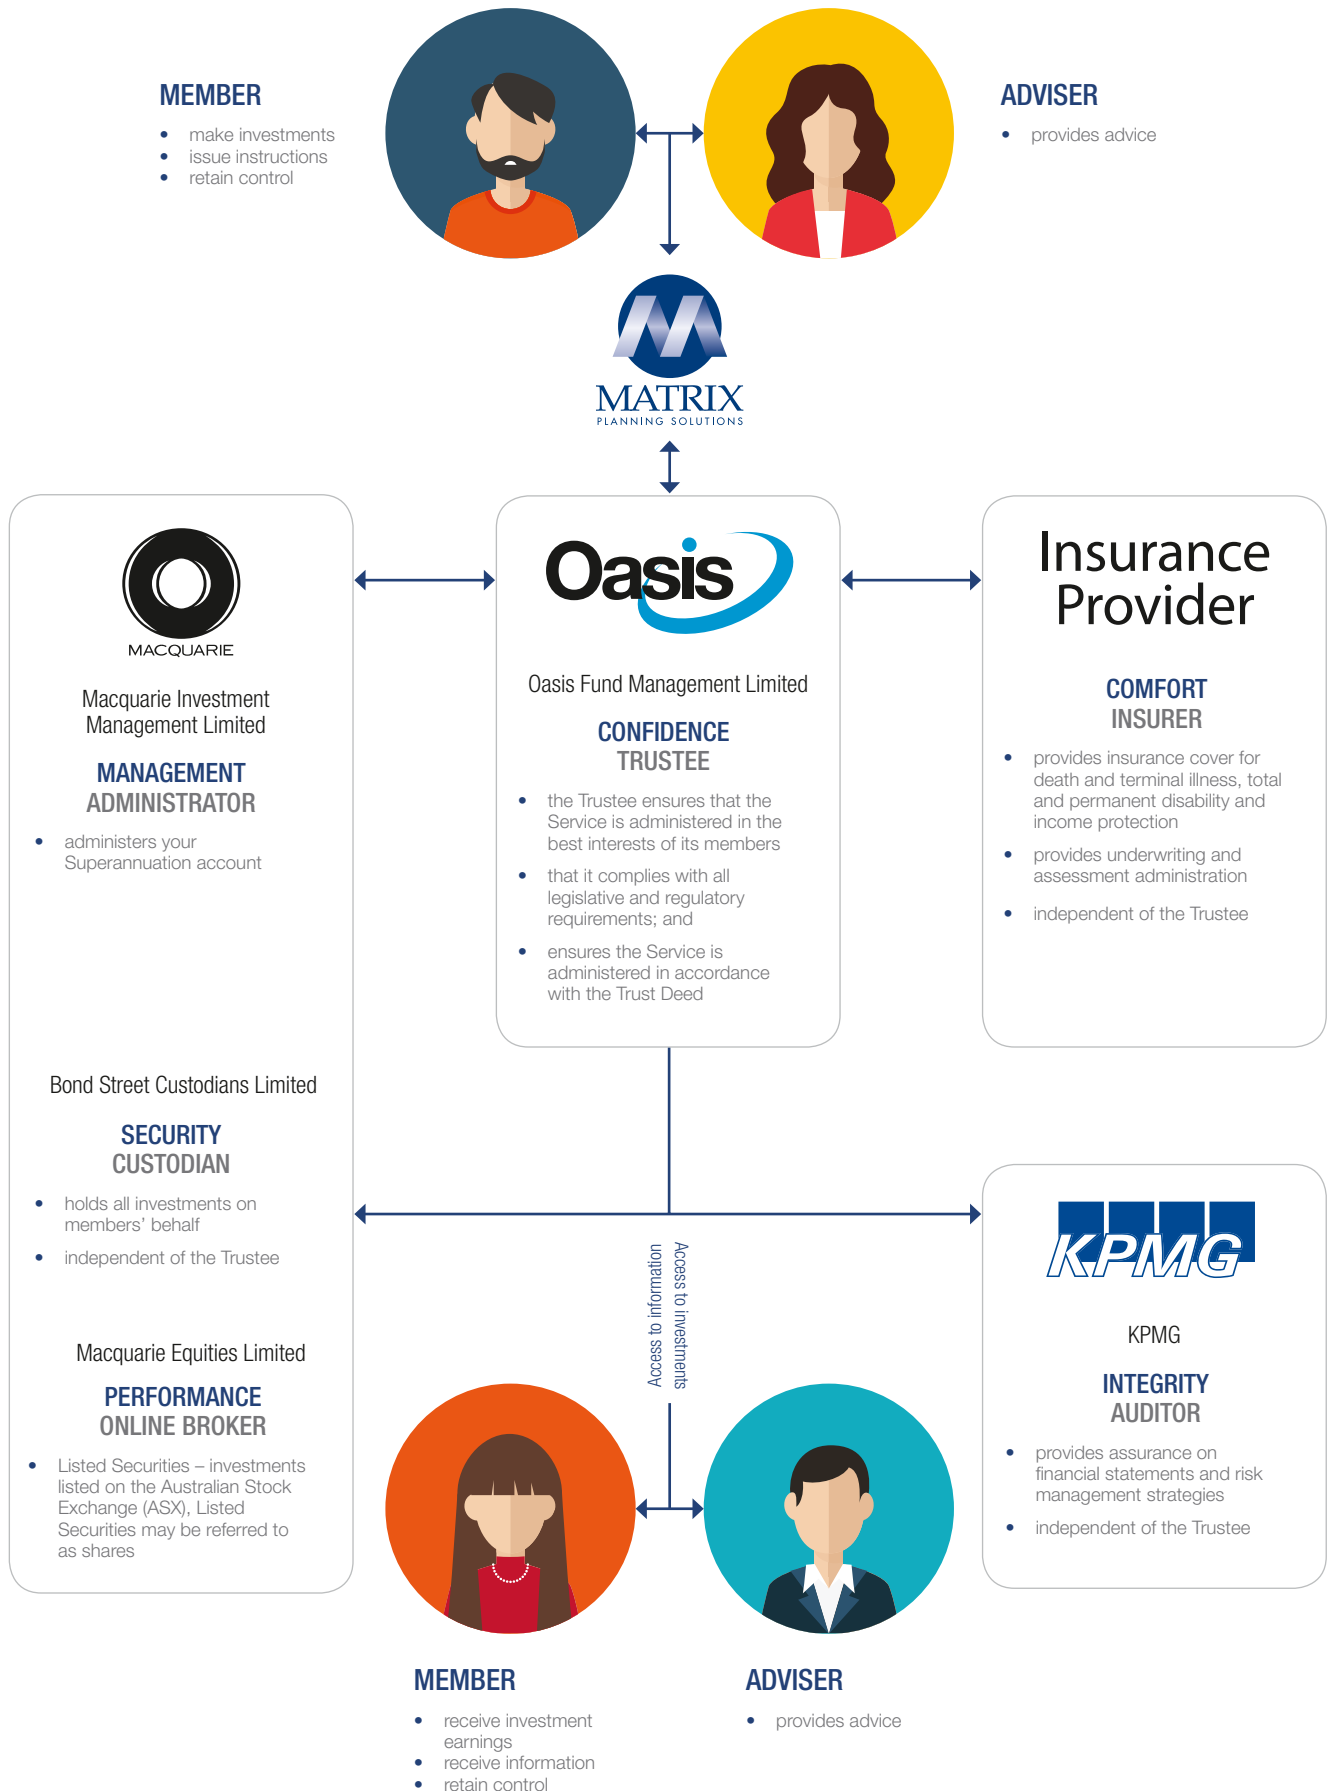 MEMBER
• make investments
• issue instructions
• retain control
ADVISER
• provides advice
MATRIX
PLANNING SOLUTIONS
MACQUARIE
Macquarie Investment
Management Limited
MANAGEMENT
ADMINISTRATOR
• administers your
Superannuation account
Bond Street Custodians Limited
SECURITY
CUSTODIAN
• holds all investments on
members’ behalf
• independent of the Trustee
Macquarie Equities Limited
PERFORMANCE
ONLINE BROKER
• Listed Securities – investments
listed on the Australian Stock
Exchange (ASX), Listed
Securities may be referred to
as shares
Oasis
Oasis Fund Management Limited
CONFIDENCE
TRUSTEE
• the Trustee ensures that the
Service is administered in the
best interests of its members
• that it complies with all
legislative and regulatory
requirements; and
• ensures the Service is
administered in accordance
with the Trust Deed
Insurance
Provider
COMFORT
INSURER
• provides insurance cover for
death and terminal illness, total
and permanent disability and
income protection
• provides underwriting and
assessment administration
• independent of the Trustee
KPMG
KPMG
INTEGRITY
AUDITOR
• provides assurance on
financial statements and risk
management strategies
• independent of the Trustee
Access to information
Access to investments
MEMBER
• receive investment
earnings
• receive information
• retain control
ADVISER
• provides advice